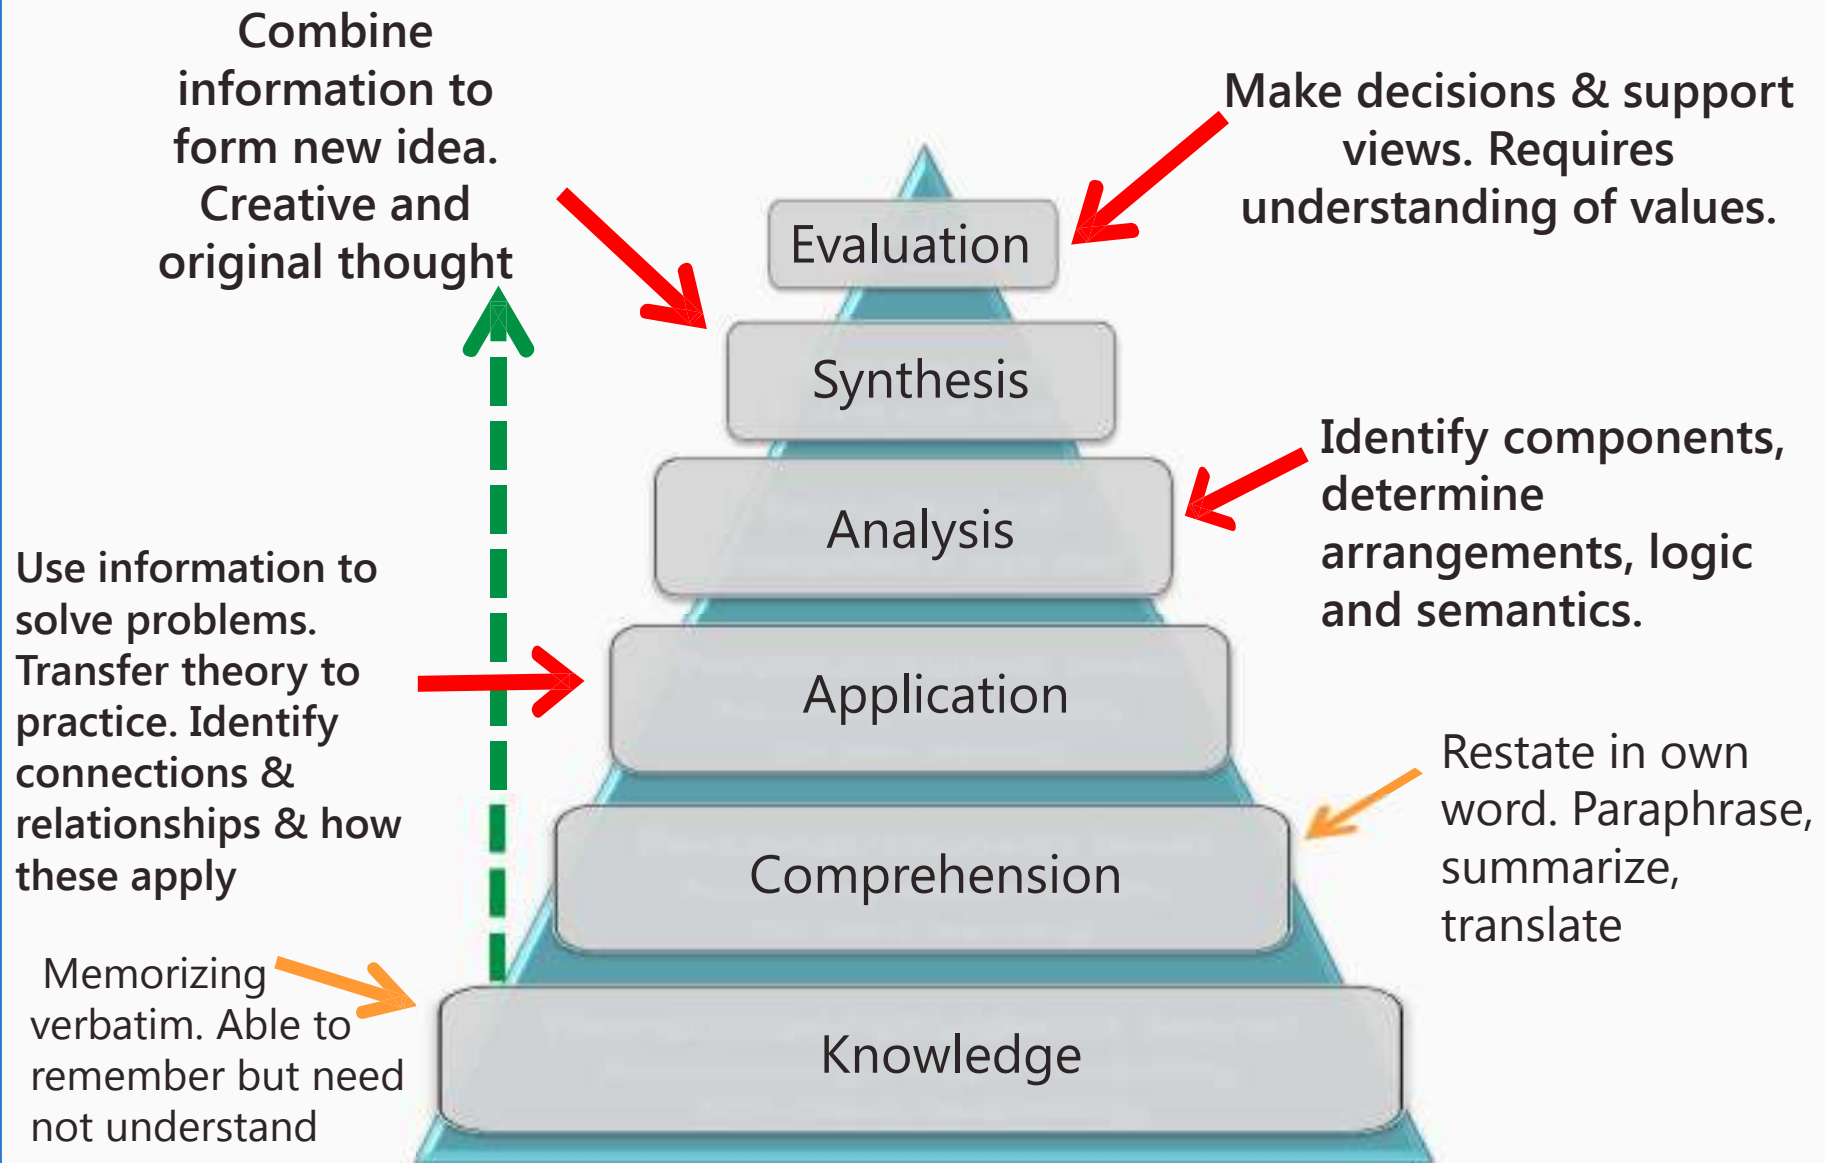 Combine
information to
form new idea.
Creative and
original thought
Make decisions & support
views. Requires
understanding of values.
Evaluation
Synthesis
Identify components,
determine
arrangements, logic
and semantics.
Analysis
Use information to
solve problems.
Transfer theory to
practice. Identify
connections &
relationships & how
these apply
Application
Restate in own
word. Paraphrase,
summarize,
translate
Comprehension
Memorizing
verbatim. Able to
remember but need
not understand
Knowledge